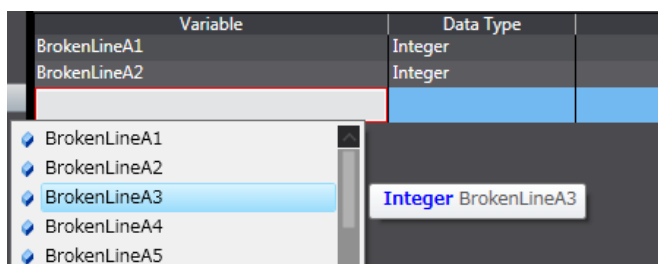 Variable Data Type
BrokenLineA1 Integer
BrokenLineA2 Integer
BrokenLineA1
BrokenLineA2
BrokenLineA3 Integer BrokenLineA3
BrokenLineA4
BrokenLineA5